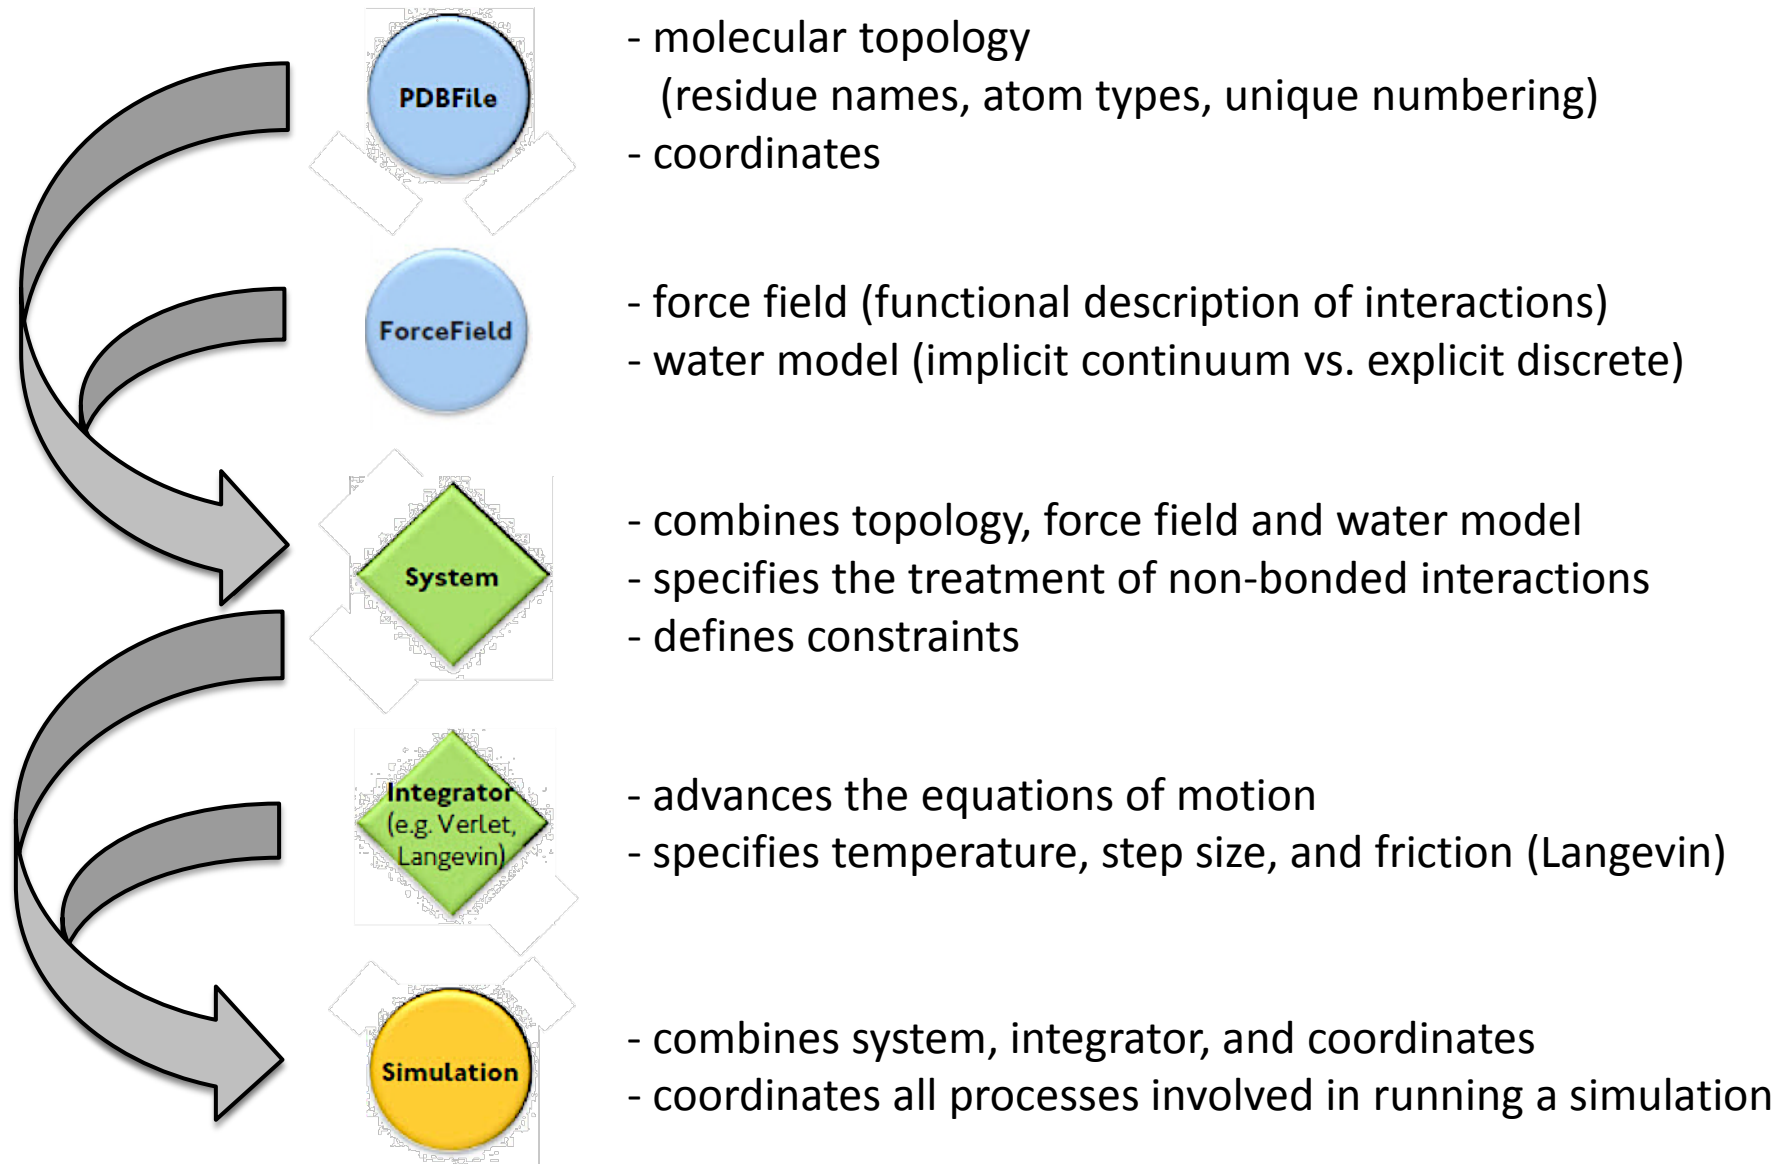 PDBFile
- molecular topology
(residue names, atom types, unique numbering)
- coordinates
ForceField
- force field (functional description of interactions)
- water model (implicit continuum vs. explicit discrete)
System
- combines topology, force field and water model
- specifies the treatment of non-bonded interactions
- defines constraints
Integrator
(e.g. Verlet,
Langevin)
- advances the equations of motion
- specifies temperature, step size, and friction (Langevin)
Simulation
- combines system, integrator, and coordinates
- coordinates all processes involved in running a simulation